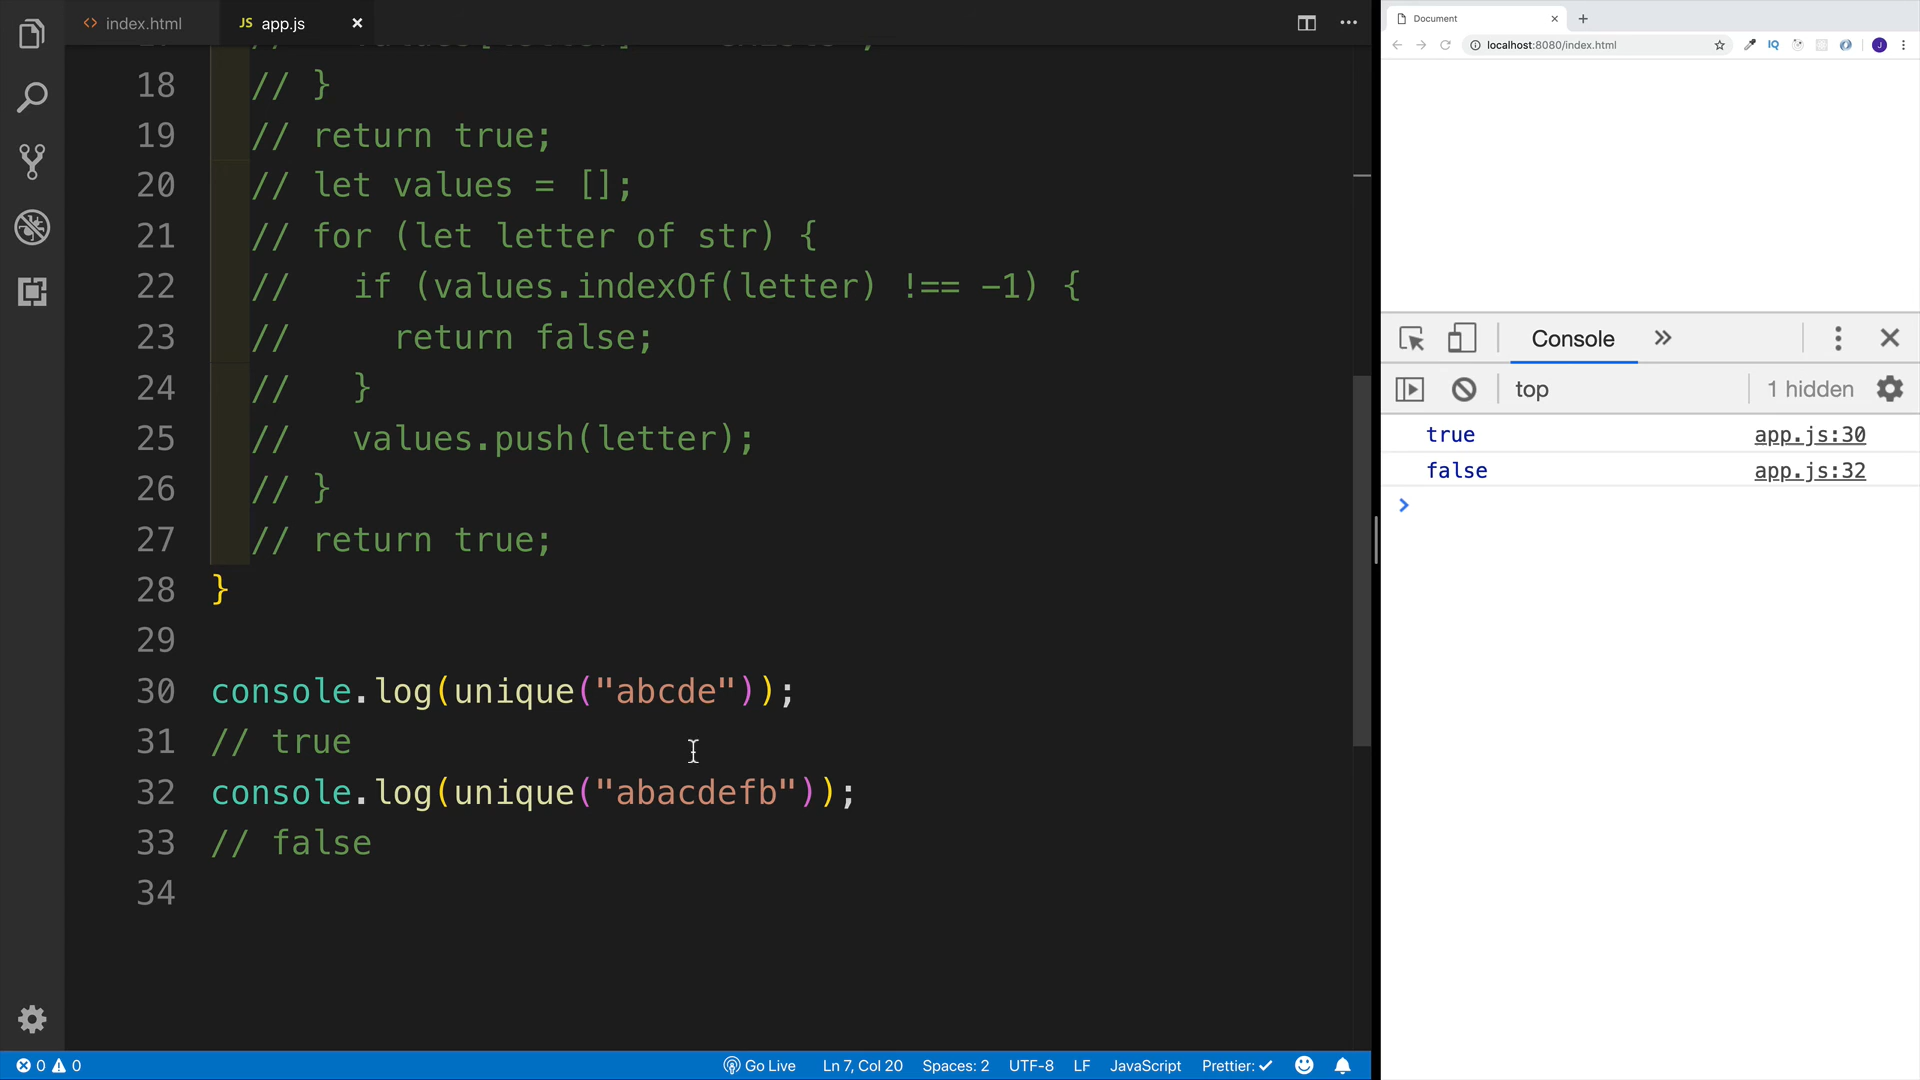 <> index.html
JS app.js
18 // }
19 // return true;
20 // let values = [];
21 // for (let letter of str) {
22 //   if (values.indexOf(letter) !== -1) {
23 //     return false;
24 //   }
25 //   values.push(letter);
26 // }
27 // return true;
28 }
29
30 console.log(unique("abcde"));
31 // true
32 console.log(unique("abacdefb"));
33 // false
34
0 0
Go Live Ln 7, Col 20 Spaces: 2 UTF-8 LF JavaScript Prettier: ✓
Document
localhost:8080/index.html
IQ
J
Console
top
1 hidden
true app.js:30
false app.js:32